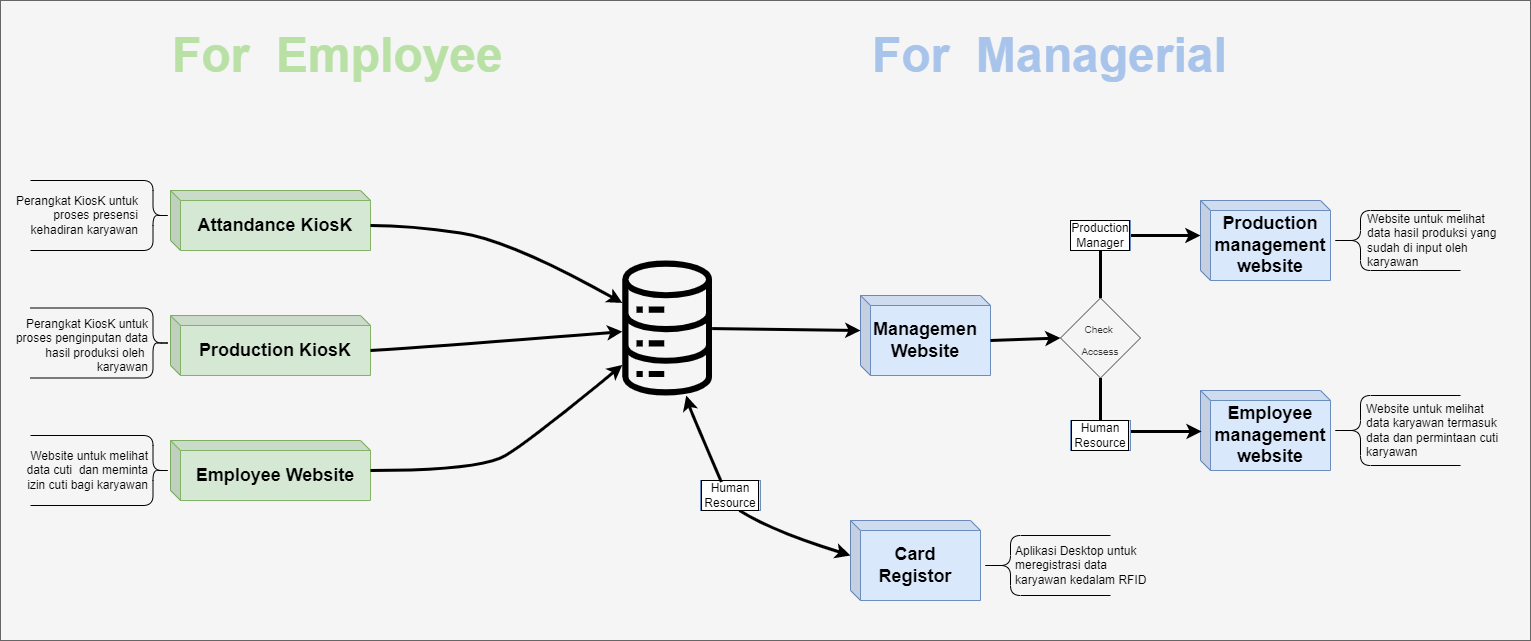 For Employee
For Managerial
Perangkat KiosK untuk
proses presensi
kehadiran karyawan
Attandance KiosK
Perangkat KiosK untuk
proses penginputan data
hasil produksi oleh
karyawan
Production KiosK
Website untuk melihat
data cuti dan meminta
izin cuti bagi karyawan
Employee Website
Human
Resource
Managemen
Website
Check
Accsess
Production
Manager
Production
management
website
Website untuk melihat
data hasil produksi yang
sudah di input oleh
karyawan
Human
Resource
Employee
management
website
Website untuk melihat
data karyawan termasuk
data dan permintaan cuti
karyawan
Card
Registor
Aplikasi Desktop untuk
meregistrasi data
karyawan kedalam RFID